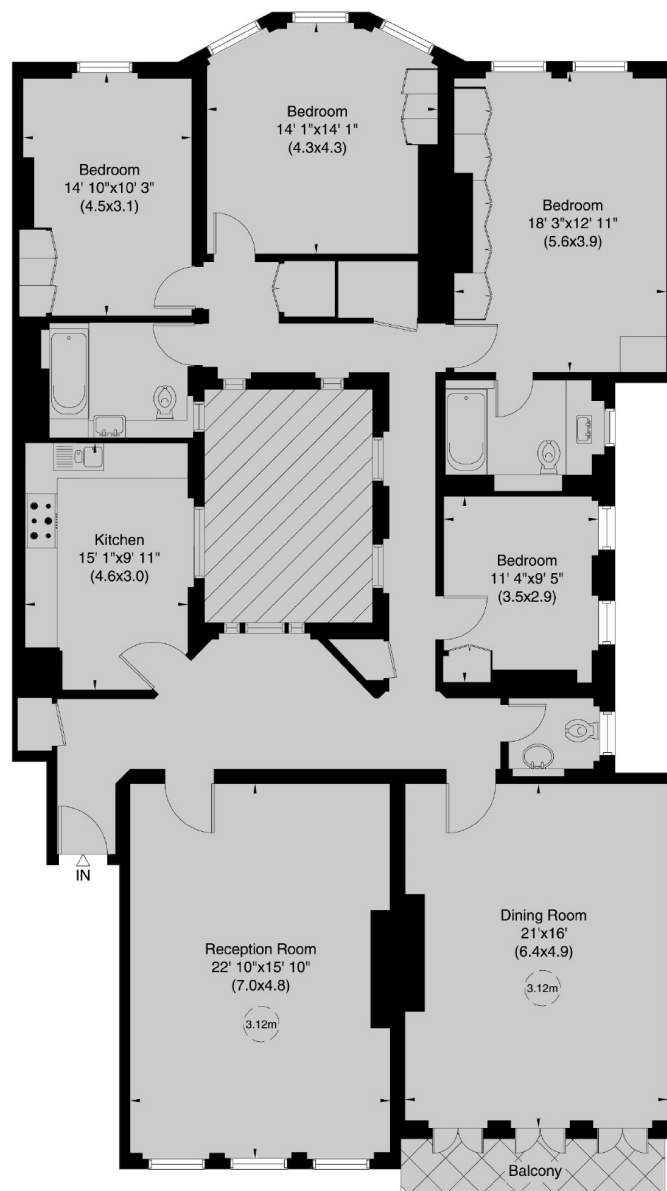 Bedroom
14' 1"x14' 1"
(4.3x4.3)
Bedroom
14' 10"x10' 3"
(4.5x3.1)
Bedroom
18' 3"x12' 11"
(5.6x3.9)
Kitchen
15' 1"x9' 11"
(4.6x3.0)
Bedroom
11' 4"x9' 5"
(3.5x2.9)
IN
Reception Room
22' 10"x15' 10"
(7.0x4.8)
3.12m
Dining Room
21'x16'
(6.4x4.9)
3.12m
Balcony